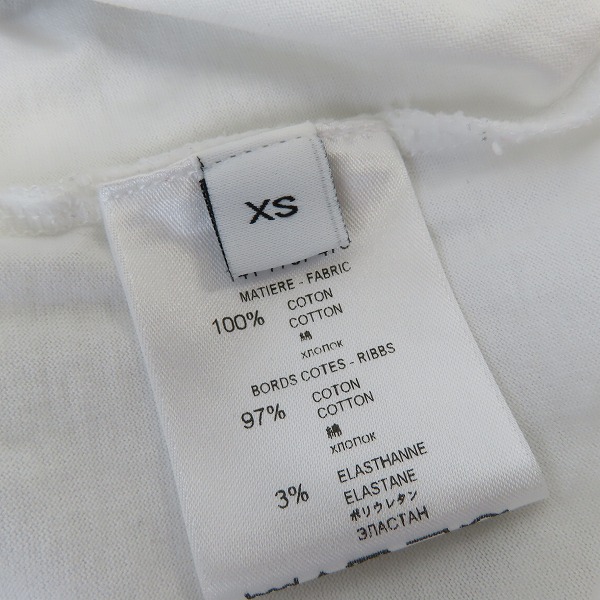 XS
MATIERE - FABRIC
100% COTON
COTTON
綿
хлопок
BORDS COTES - RIBBS
97% COTON
COTTON
綿
хлопок
3% ELASTHANNE
ELASTANE
ポリウレタン
ЭЛАСТАН